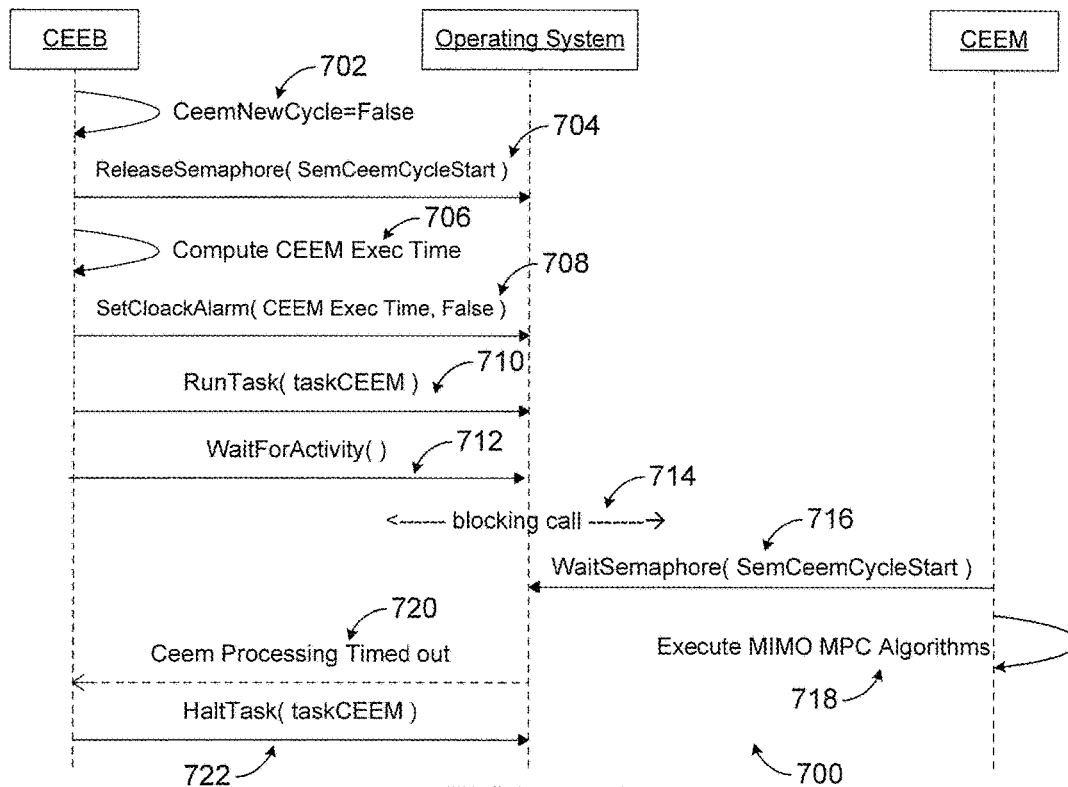 CEEB
Operating System
CEEM
702
CeemNewCycle=False
704
ReleaseSemaphore( SemCeemCycleStart )
706
Compute CEEM Exec Time
708
SetCloackAlarm( CEEM Exec Time, False )
710
RunTask( taskCEEM )
712
WaitForActivity( )
714
<----- blocking call ------->
716
WaitSemaphore( SemCeemCycleStart )
720
Ceem Processing Timed out
Execute MIMO MPC Algorithms
718
HaltTask( taskCEEM )
722
700